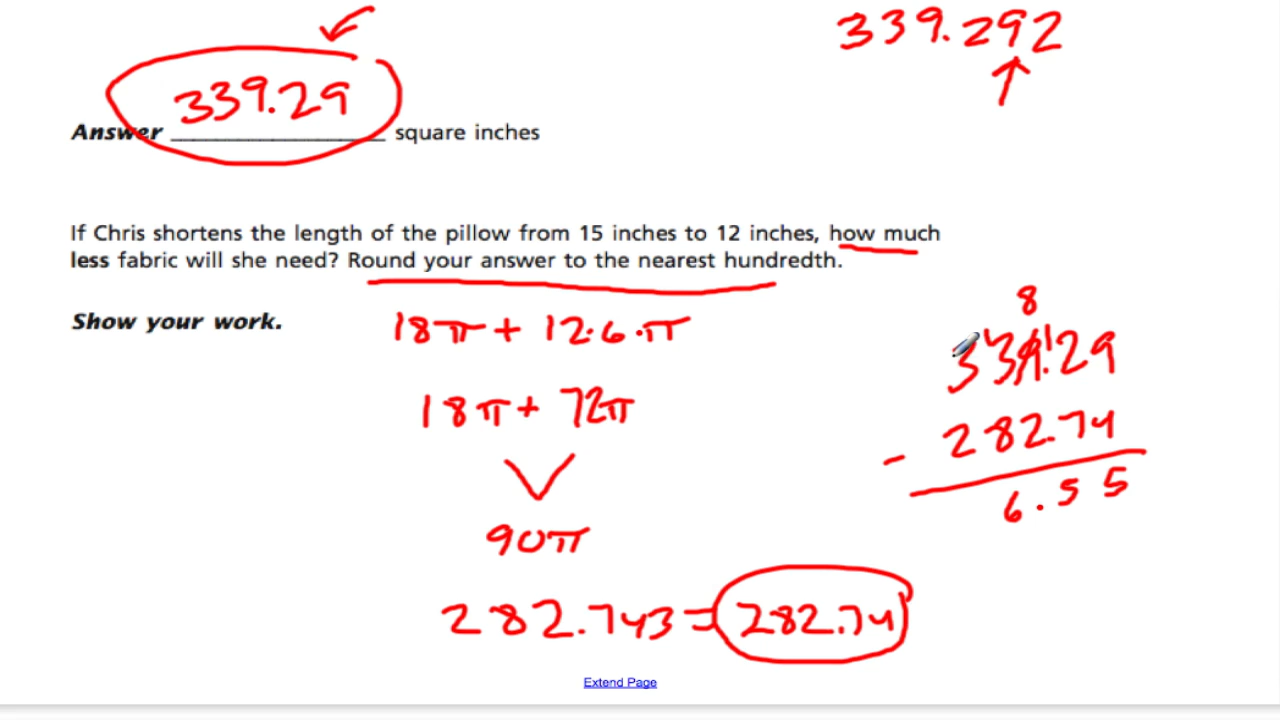 339.292
339.29
Answer ____________________ square inches
If Chris shortens the length of the pillow from 15 inches to 12 inches, how much
less fabric will she need? Round your answer to the nearest hundredth.
Show your work.
18π + 12·6·π
18π + 72π
90π
282.743 = 282.74
8
339.29
- 282.74
6.55
Extend Page